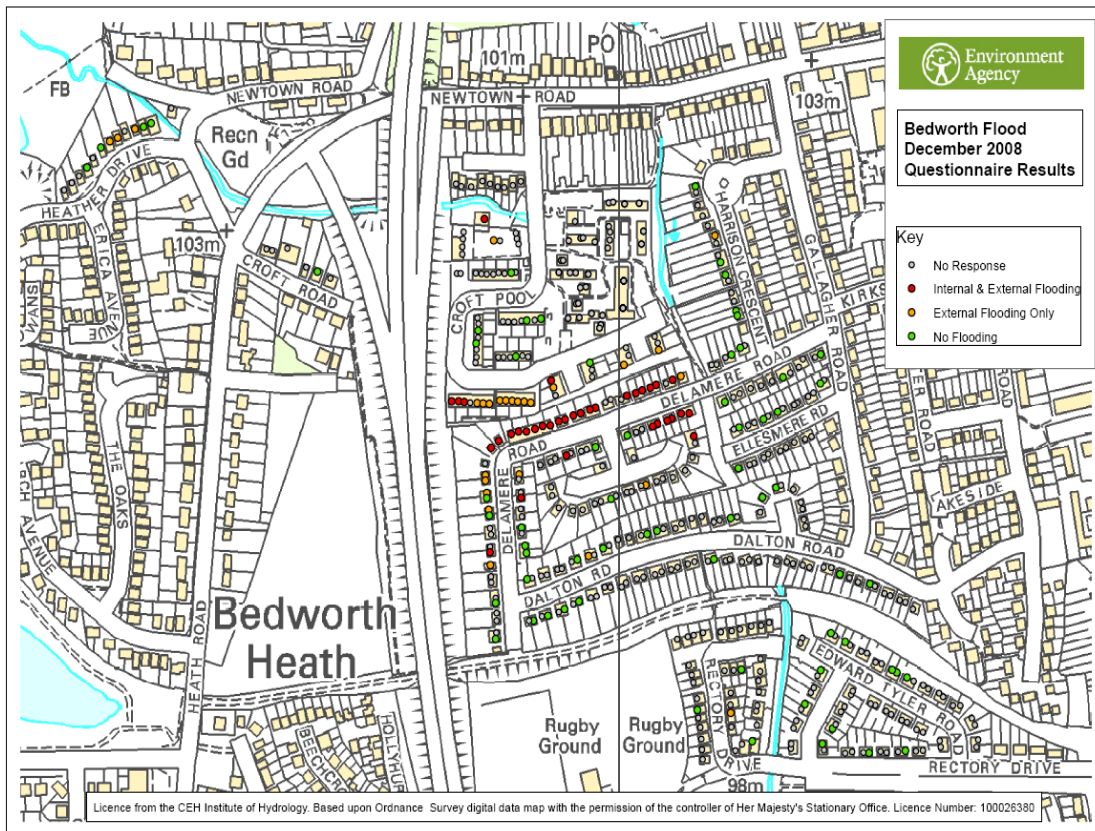 Environment
Agency
Bedworth Flood
December 2008
Questionnaire Results
Key
No Response
Internal & External Flooding
External Flooding Only
No Flooding
FB
NEWTOWN ROAD
101m
PO
NEWTOWN ROAD
103m
Recn
Gd
HEATHER DRIVE
ERICA AVENUE
103m
CROFT ROAD
CROFT POOL
HARRISON CRESCENT
GALLAGHER ROAD
KIRKS
DELAMERE ROAD
ELLESMERE RD
DELAMERE ROAD
THE OAKS
AVENUE
AKESIDE
ROAD
DALTON ROAD
DALTON RD
Bedworth
Heath
HEATH ROAD
RECTORY DRIVE
EDWARD TYLER ROAD
Rugby
Ground
Rugby
Ground
98m
RECTORY DRIVE
Licence from the CEH Institute of Hydrology. Based upon Ordnance Survey digital data map with the permission of the controller of Her Majesty's Stationary Office. Licence Number: 100026380